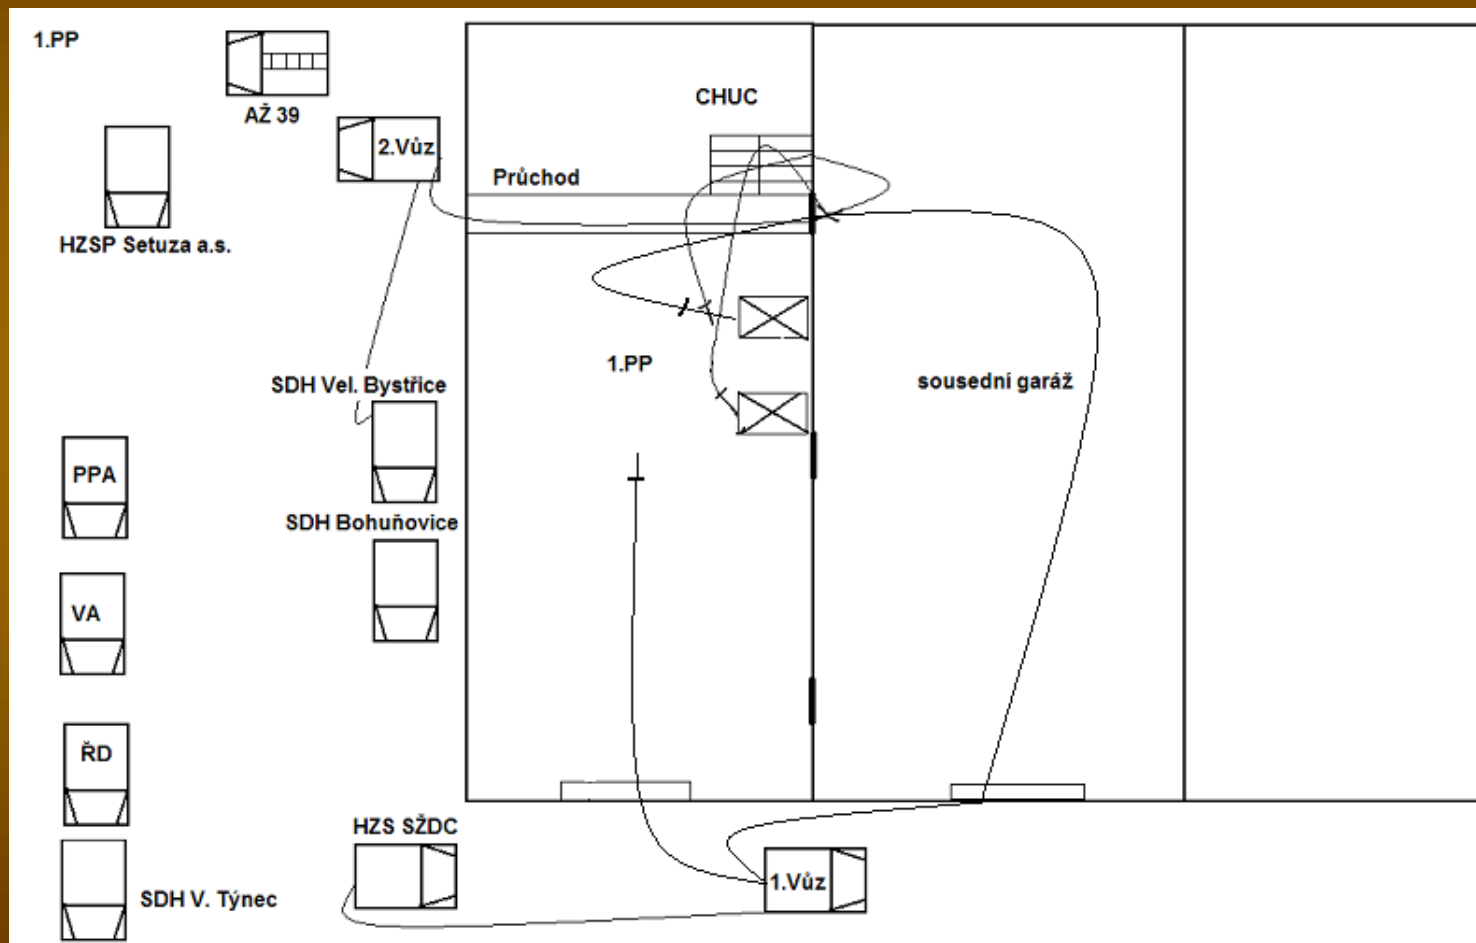 1.PP
AŽ 39
2.Vůz
CHUC
Průchod
HZSP Setuza a.s.
1.PP
sousední garáž
SDH Vel. Bystřice
PPA
SDH Bohuňovice
VA
ŘD
HZS SŽDC
1.Vůz
SDH V. Týnec